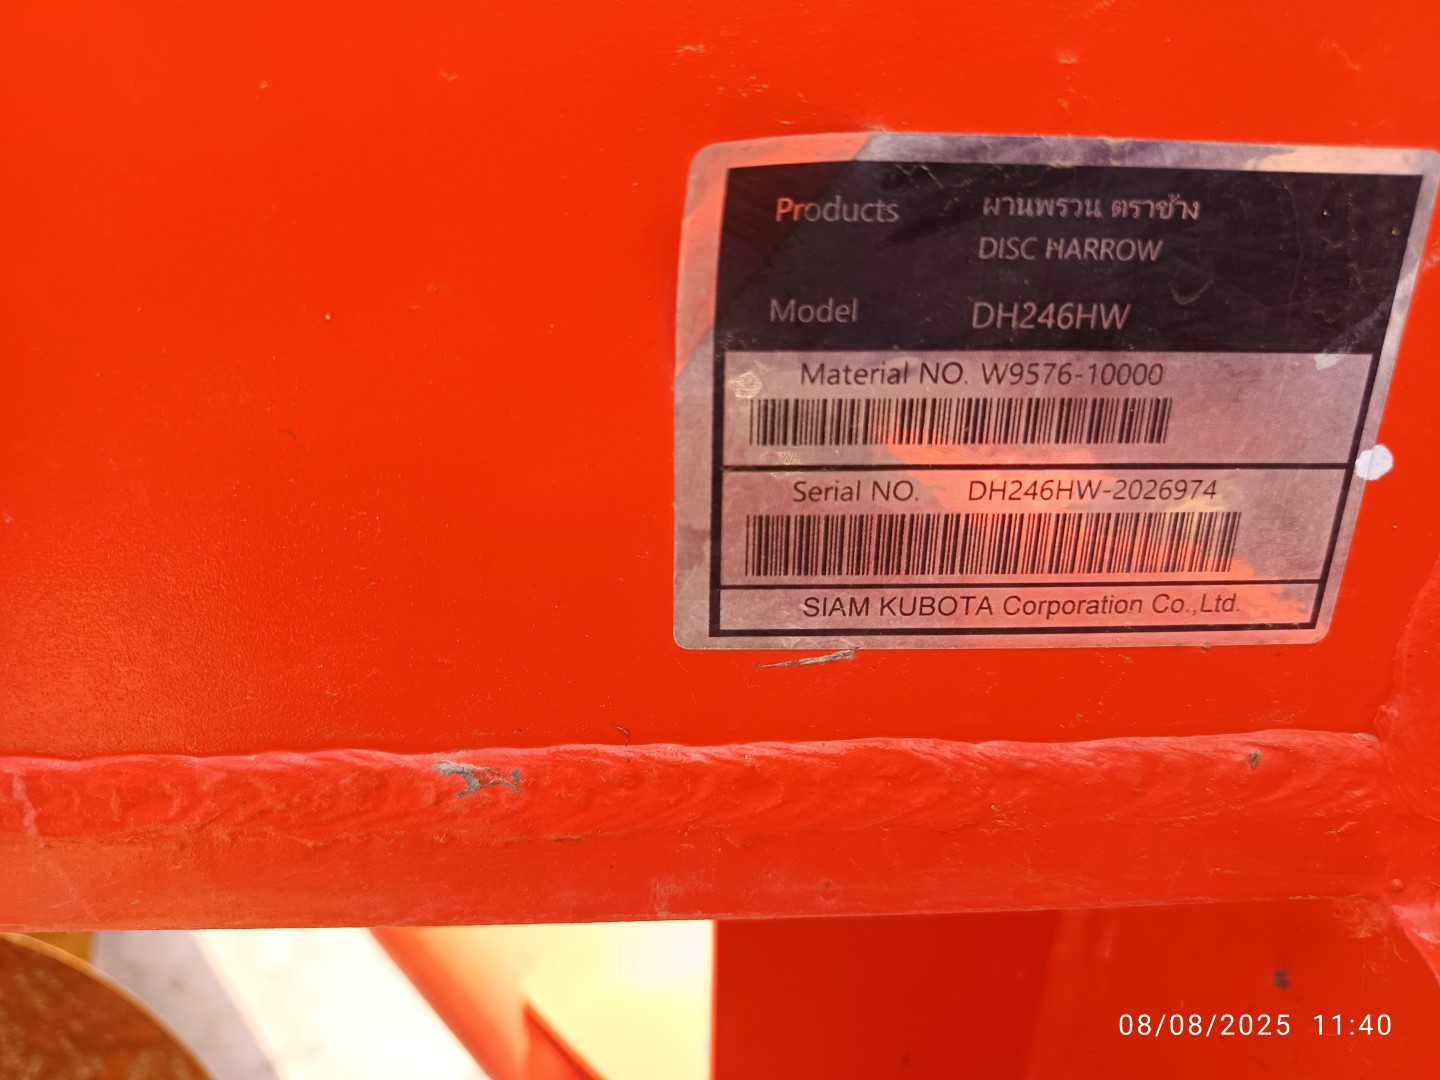 Products ผานพรวน ตราช้าง
DISC HARROW
Model DH246HW
Material NO. W9576-10000
Serial NO. DH246HW-2026974
SIAM KUBOTA Corporation Co.,Ltd.
08/08/2025 11:40